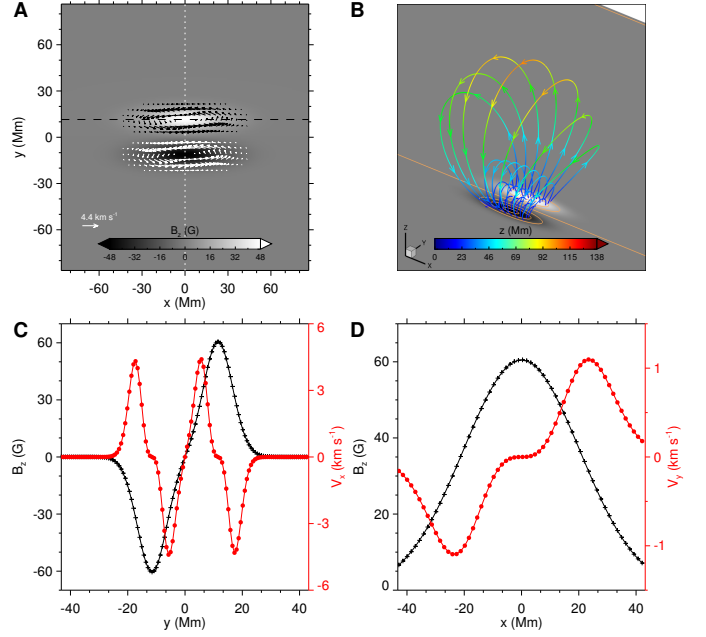 A
B
60
30
0
-30
-60
y (Mm)
4.4 km s⁻¹
B_z (G)
-48 -32 -16 0 16 32 48
-60 -30 0 30 60
x (Mm)
z (Mm)
0 23 46 69 92 115 138
Z
Y
X
C
D
60
30
0
-30
-60
B_z (G)
6
3
0
-3
-6
V_x (km s⁻¹)
-40 -20 0 20 40
y (Mm)
60
40
20
0
B_z (G)
1
0
-1
V_y (km s⁻¹)
-40 -20 0 20 40
x (Mm)